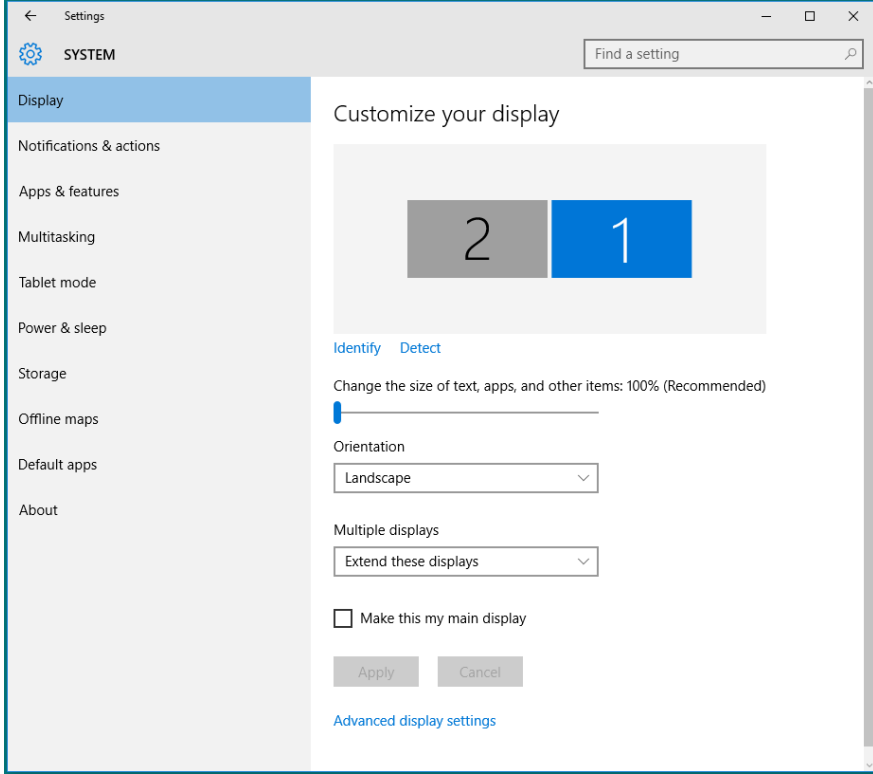 Settings
SYSTEM
Find a setting
Display
Notifications & actions
Apps & features
Multitasking
Tablet mode
Power & sleep
Storage
Offline maps
Default apps
About
Customize your display
2 1
Identify Detect
Change the size of text, apps, and other items: 100% (Recommended)
Orientation
Landscape
Multiple displays
Extend these displays
Make this my main display
Apply Cancel
Advanced display settings